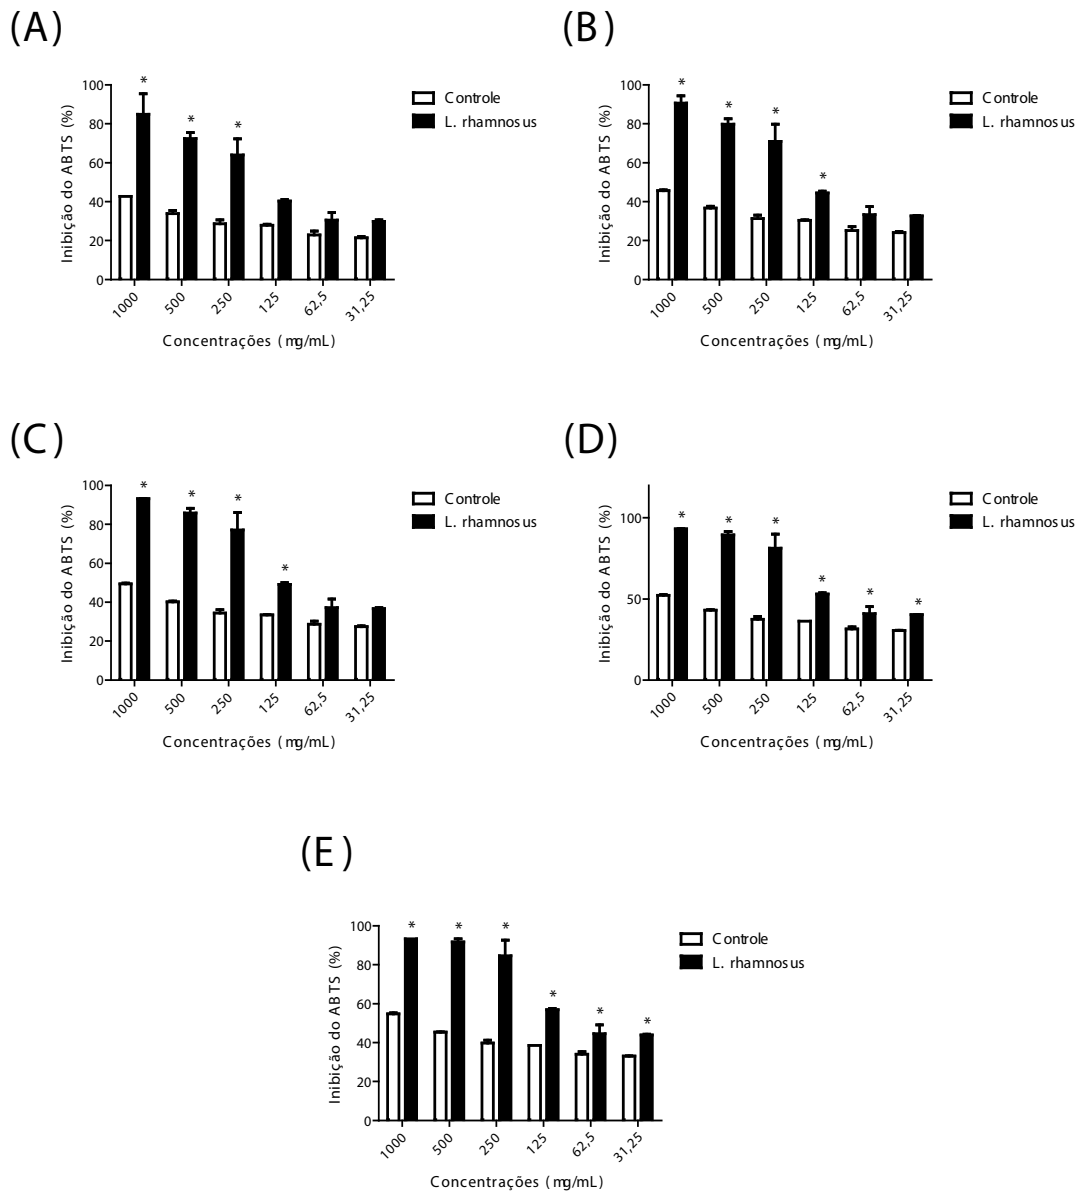 (A)
Inibição do ABTS (%)
100
80
60
40
20
0
* * *
1000 500 250 125 62,5 31,25
Concentrações (mg/mL)
Controle
L. rhamnosus
(B)
Inibição do ABTS (%)
100
80
60
40
20
0
* * * *
1000 500 250 125 62,5 31,25
Concentrações (mg/mL)
Controle
L. rhamnosus
(C)
Inibição do ABTS (%)
100
80
60
40
20
0
* * * *
1000 500 250 125 62,5 31,25
Concentrações (mg/mL)
Controle
L. rhamnosus
(D)
Inibição do ABTS (%)
100
50
0
* * * * * *
1000 500 250 125 62,5 31,25
Concentrações (mg/mL)
Controle
L. rhamnosus
(E)
Inibição do ABTS (%)
100
80
60
40
20
0
* * * * * *
1000 500 250 125 62,5 31,25
Concentrações (mg/mL)
Controle
L. rhamnosus